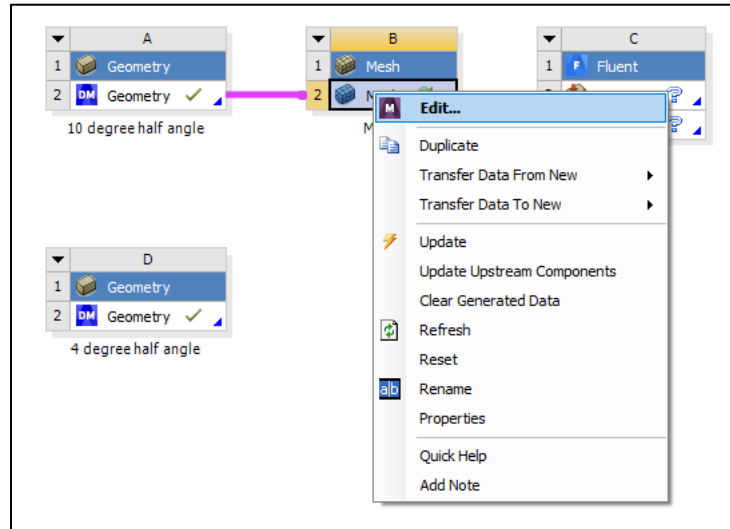 A
1 Geometry
2 DM Geometry
10 degree half angle
B
1 Mesh
2
C
1 F Fluent
D
1 Geometry
2 DM Geometry
4 degree half angle
M Edit...
Duplicate
Transfer Data From New
Transfer Data To New
Update
Update Upstream Components
Clear Generated Data
Refresh
Reset
a|b Rename
Properties
Quick Help
Add Note